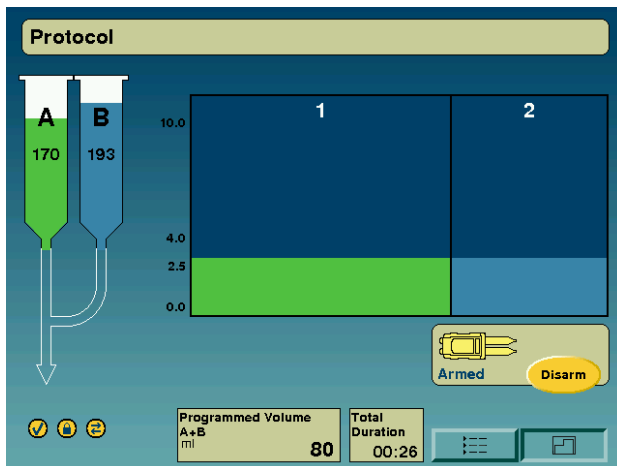 Protocol
A B
170 193
1 2
10.0
4.0
2.5
0.0
Armed
Disarm
Programmed Volume
A+B
ml
80
Total
Duration
00:26